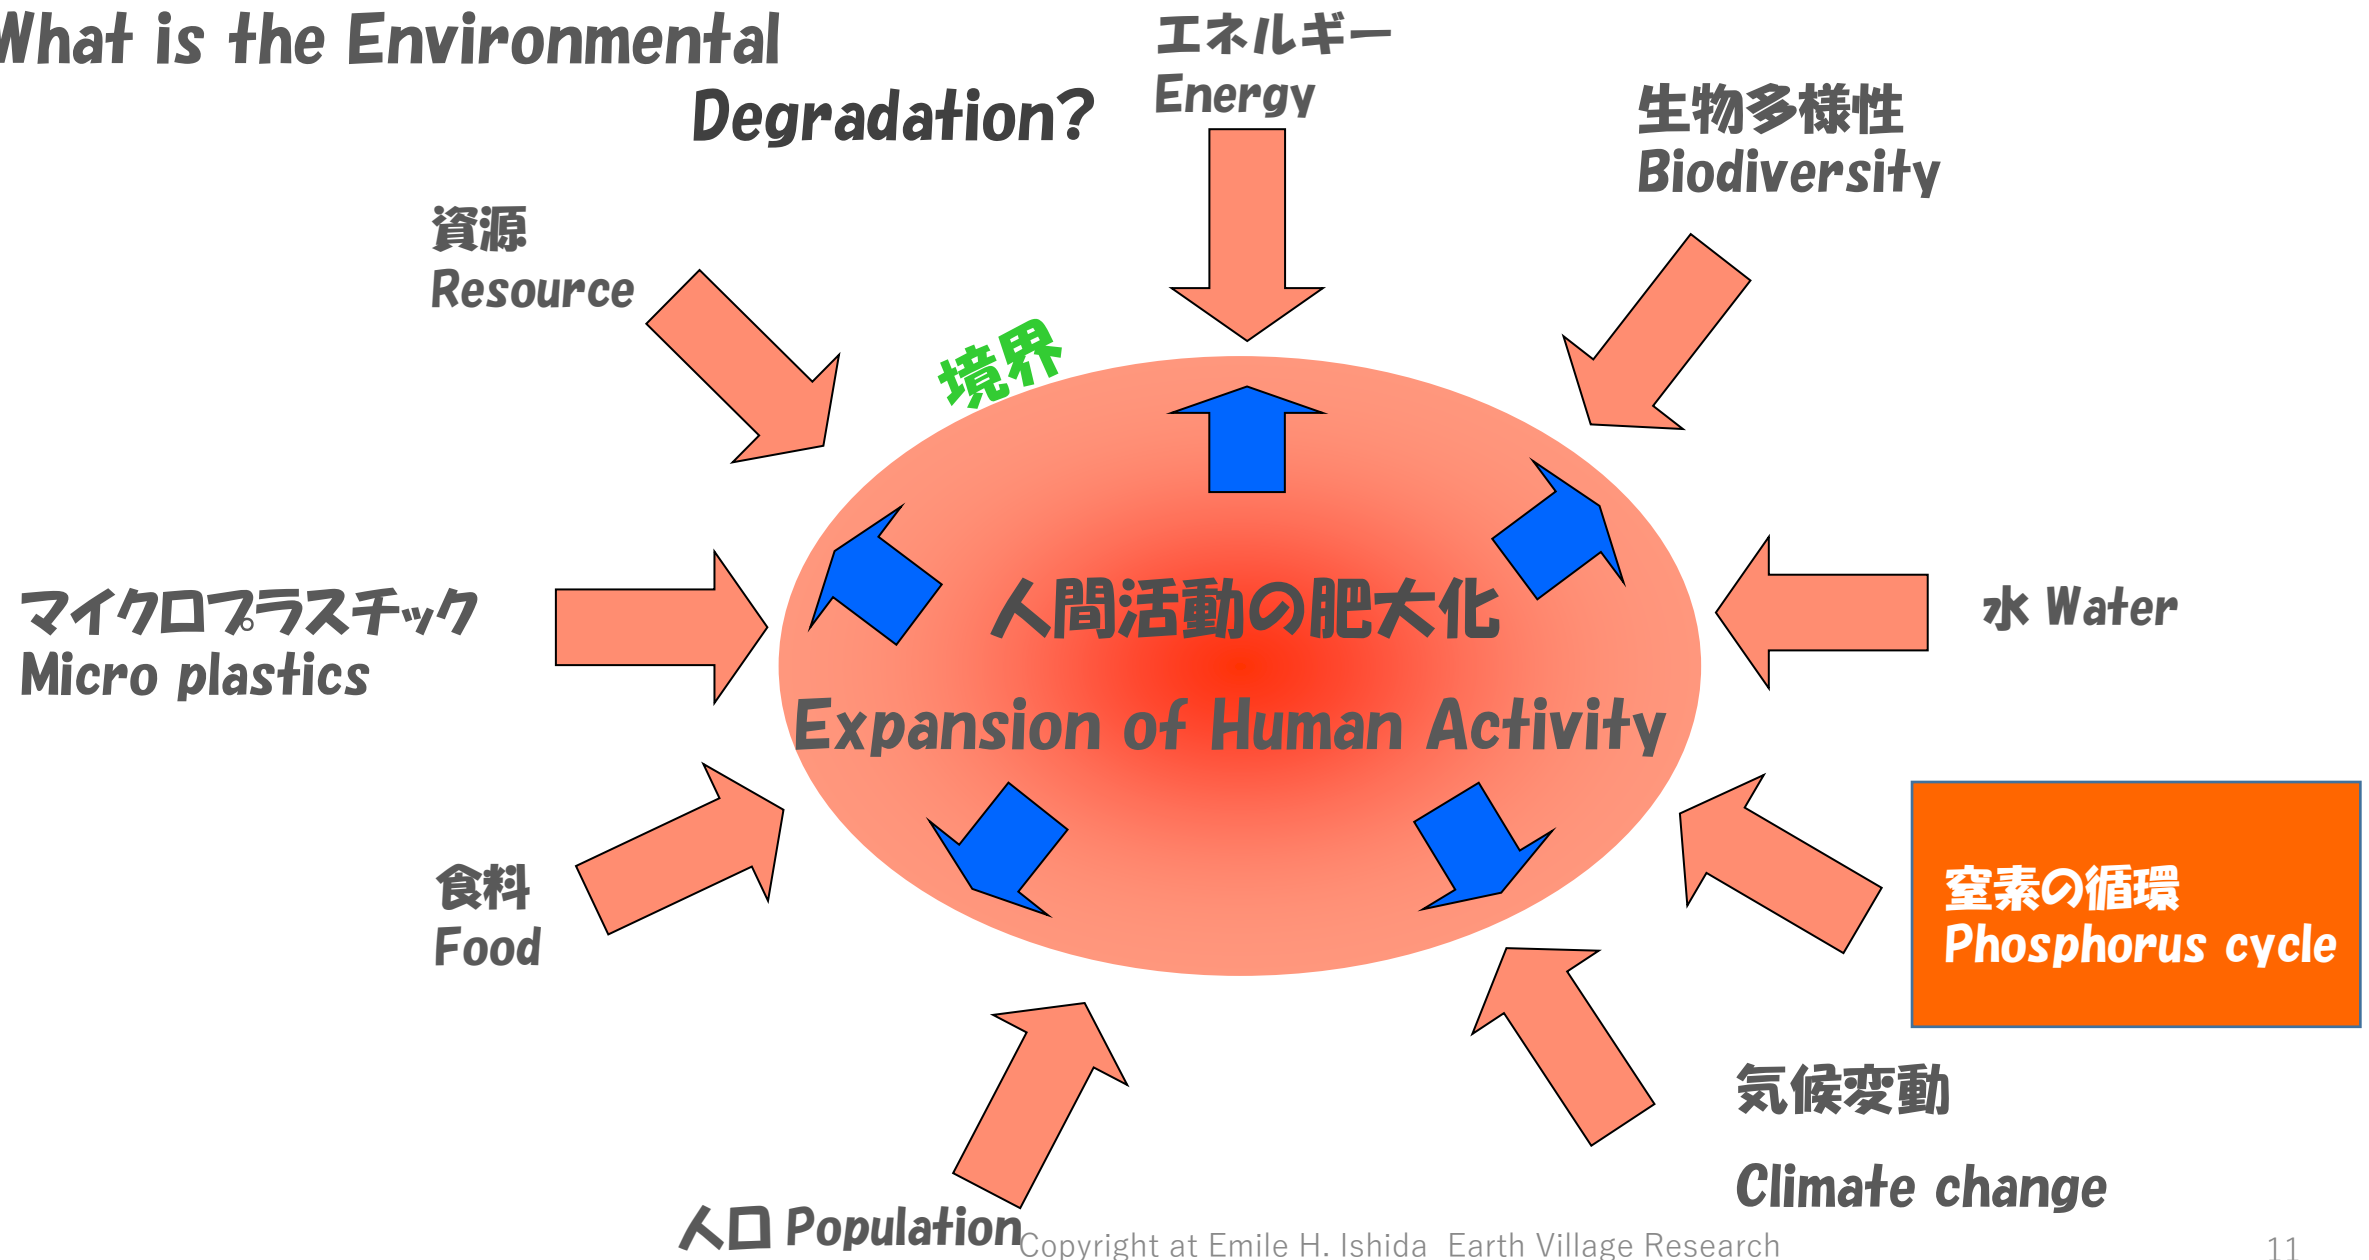 What is the Environmental
Degradation?
エネルギー
Energy
生物多様性
Biodiversity
資源
Resource
境界
マイクロプラスチック
Micro plastics
人間活動の肥大化
Expansion of Human Activity
水 Water
食料
Food
窒素の循環
Phosphorus cycle
気候変動
Climate change
人口 Population
Copyright at Emile H. Ishida Earth Village Research
11